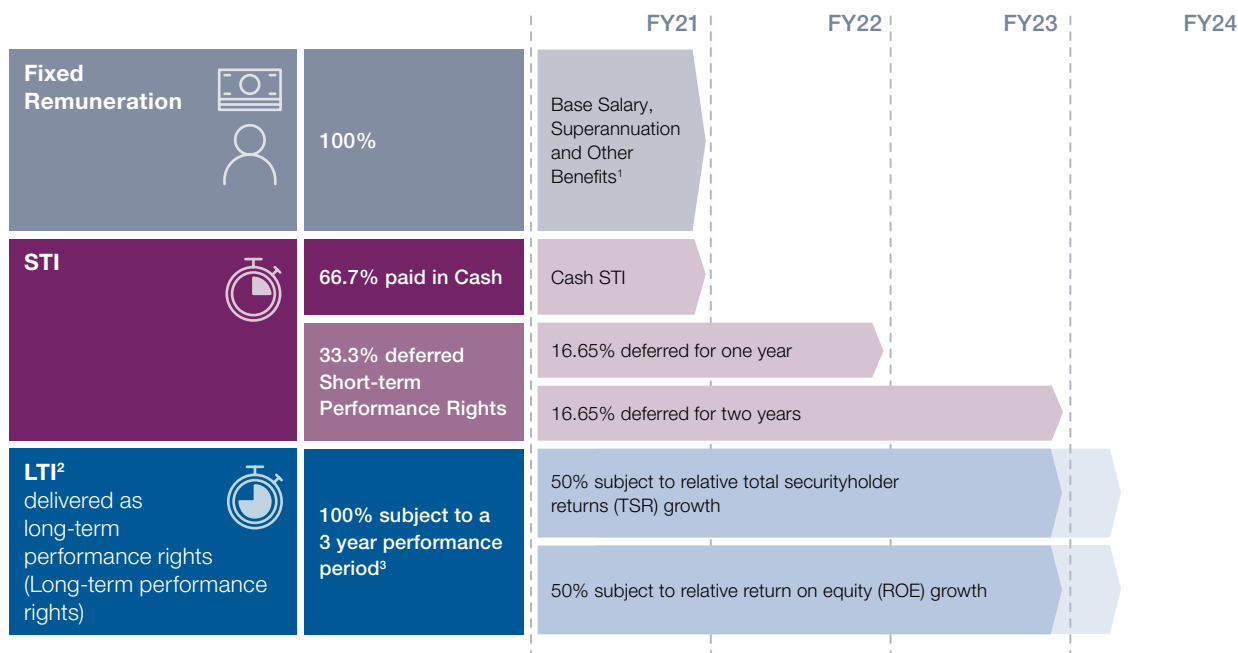 FY21 FY22 FY23 FY24
Fixed
Remuneration
100%
Base Salary,
Superannuation
and Other
Benefits¹
STI
66.7% paid in Cash
Cash STI
33.3% deferred
Short-term
Performance Rights
16.65% deferred for one year
16.65% deferred for two years
LTI²
delivered as
long-term
performance rights
(Long-term performance
rights)
100% subject to a
3 year performance
period³
50% subject to relative total securityholder
returns (TSR) growth
50% subject to relative return on equity (ROE) growth